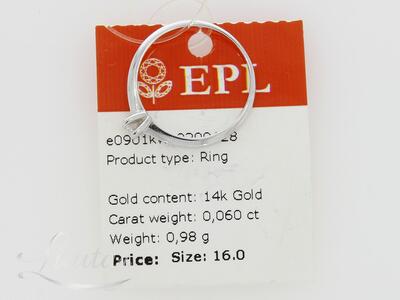 EPL
Product type: Ring
Gold content: 14k Gold
Carat weight: 0,060 ct
Weight: 0,98 g
Price: Size: 16.0